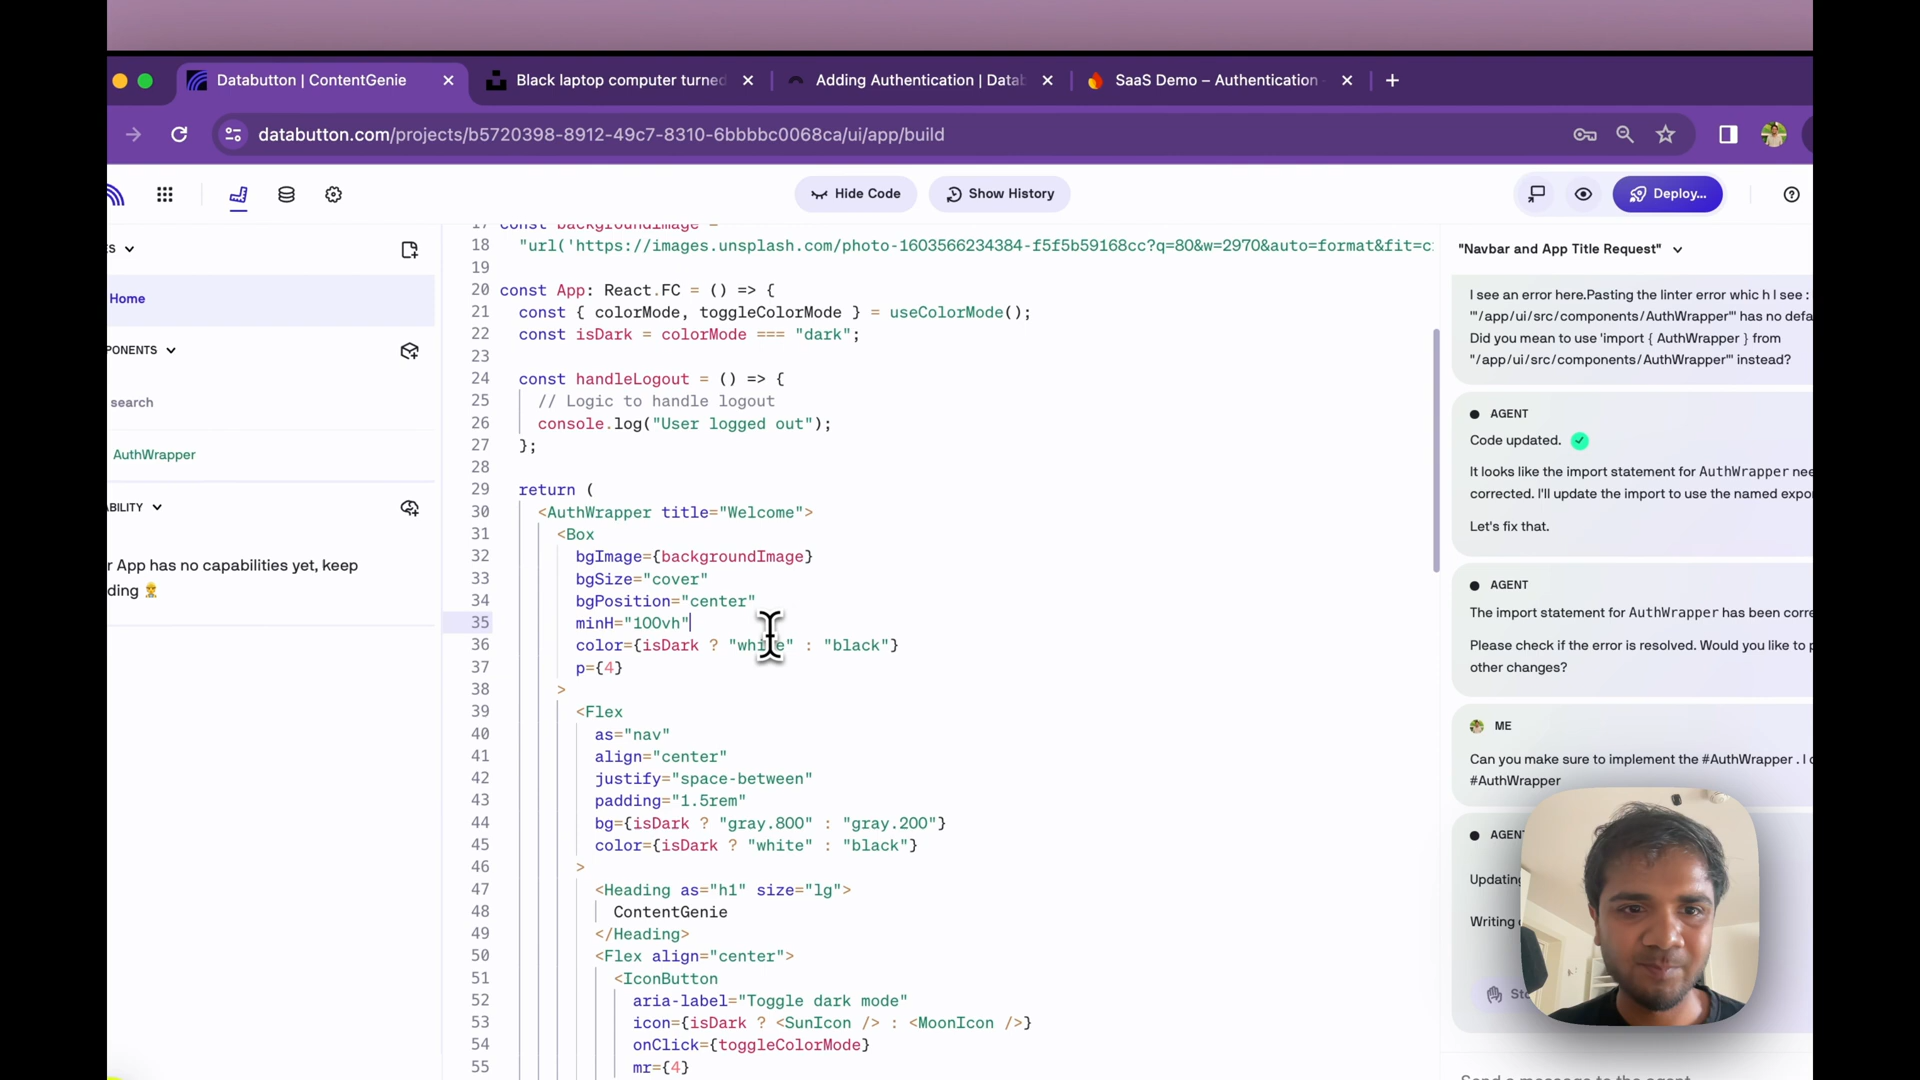 Databutton | ContentGenie
Black laptop computer turned
Adding Authentication | Datab
SaaS Demo – Authentication
databutton.com/projects/b5720398-8912-49c7-8310-6bbbbc0068ca/ui/app/build
Hide Code
Show History
Deploy...
Home
PONENTS
search
AuthWrapper
ABILITY
App has no capabilities yet, keep
ding 👷
17 const backgroundImage =
18 "url('https://images.unsplash.com/photo-1603566234384-f5f5b59168cc?q=80&w=2970&auto=format&fit=c
19
20 const App: React.FC = () => {
21 const { colorMode, toggleColorMode } = useColorMode();
22 const isDark = colorMode === "dark";
23
24 const handleLogout = () => {
25 // Logic to handle logout
26 console.log("User logged out");
27 };
28
29 return (
30 <AuthWrapper title="Welcome">
31 <Box
32 bgImage={backgroundImage}
33 bgSize="cover"
34 bgPosition="center"
35 minH="100vh"
36 color={isDark ? "white" : "black"}
37 p={4}
38 >
39 <Flex
40 as="nav"
41 align="center"
42 justify="space-between"
43 padding="1.5rem"
44 bg={isDark ? "gray.800" : "gray.200"}
45 color={isDark ? "white" : "black"}
46 >
47 <Heading as="h1" size="lg">
48 ContentGenie
49 </Heading>
50 <Flex align="center">
51 <IconButton
52 aria-label="Toggle dark mode"
53 icon={isDark ? <SunIcon /> : <MoonIcon />}
54 onClick={toggleColorMode}
55 mr={4}
"Navbar and App Title Request"
I see an error here.Pasting the linter error whic h I see :
'"/app/ui/src/components/AuthWrapper"' has no defa
Did you mean to use 'import { AuthWrapper } from
"/app/ui/src/components/AuthWrapper"' instead?
AGENT
Code updated.
It looks like the import statement for AuthWrapper nee
corrected. I'll update the import to use the named expo
Let's fix that.
AGENT
The import statement for AuthWrapper has been corre
Please check if the error is resolved. Would you like to p
other changes?
ME
Can you make sure to implement the #AuthWrapper . I
#AuthWrapper
AGEN
Updating
Writing
Sto
Send a message to the agent